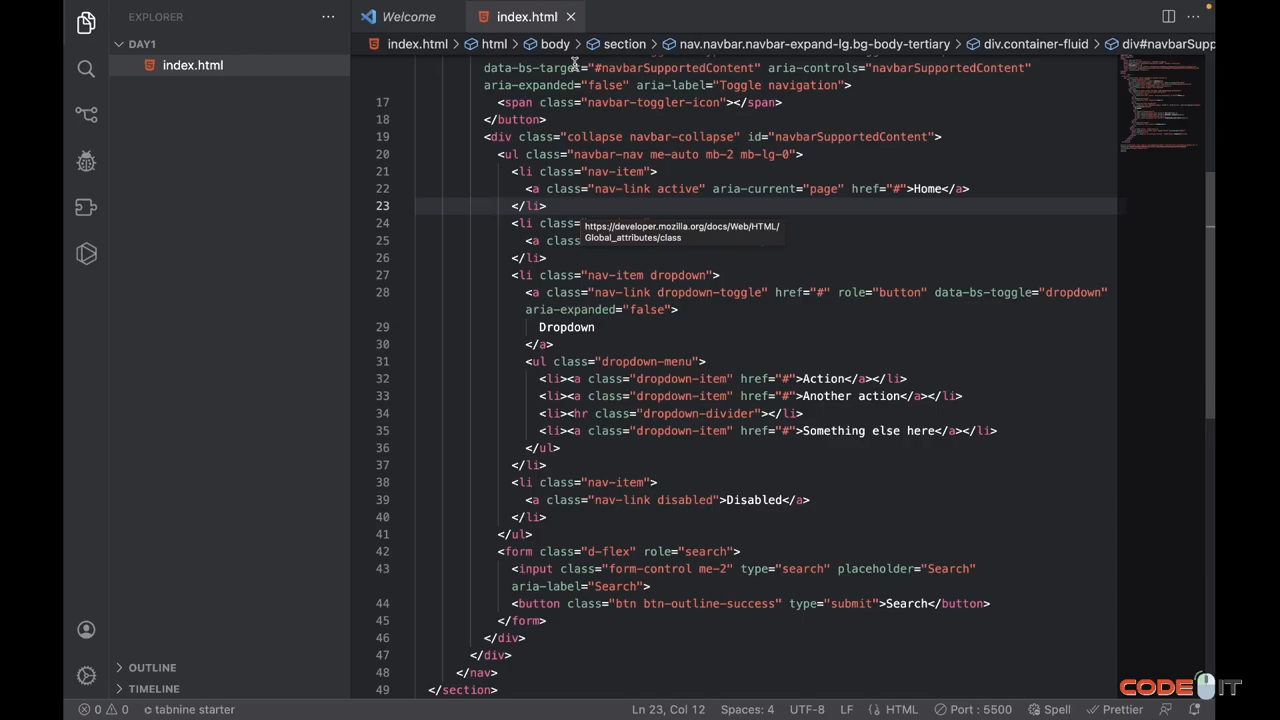 EXPLORER
···
Welcome
index.html
···
DAY1
index.html
index.html > html > body > section > nav.navbar.navbar-expand-lg.bg-body-tertiary > div.container-fluid > div#navbarSupp
data-bs-target="#navbarSupportedContent" aria-controls="navbarSupportedContent"
aria-expanded="false" aria-label="Toggle navigation">
17 <span class="navbar-toggler-icon"></span>
18 </button>
19 <div class="collapse navbar-collapse" id="navbarSupportedContent">
20 <ul class="navbar-nav me-auto mb-2 mb-lg-0">
21 <li class="nav-item">
22 <a class="nav-link active" aria-current="page" href="#">Home</a>
23 </li>
24 <li class=
https://developer.mozilla.org/docs/Web/HTML/
Global_attributes/class
25 <a class
26 </li>
27 <li class="nav-item dropdown">
28 <a class="nav-link dropdown-toggle" href="#" role="button" data-bs-toggle="dropdown"
aria-expanded="false">
29 Dropdown
30 </a>
31 <ul class="dropdown-menu">
32 <li><a class="dropdown-item" href="#">Action</a></li>
33 <li><a class="dropdown-item" href="#">Another action</a></li>
34 <li><hr class="dropdown-divider"></li>
35 <li><a class="dropdown-item" href="#">Something else here</a></li>
36 </ul>
37 </li>
38 <li class="nav-item">
39 <a class="nav-link disabled">Disabled</a>
40 </li>
41 </ul>
42 <form class="d-flex" role="search">
43 <input class="form-control me-2" type="search" placeholder="Search"
aria-label="Search">
44 <button class="btn btn-outline-success" type="submit">Search</button>
45 </form>
46 </div>
47 </div>
48 </nav>
49 </section>
OUTLINE
TIMELINE
CODE IT
0 0 tabnine starter
Ln 23, Col 12 Spaces: 4 UTF-8 LF HTML Port : 5500 Spell Prettier